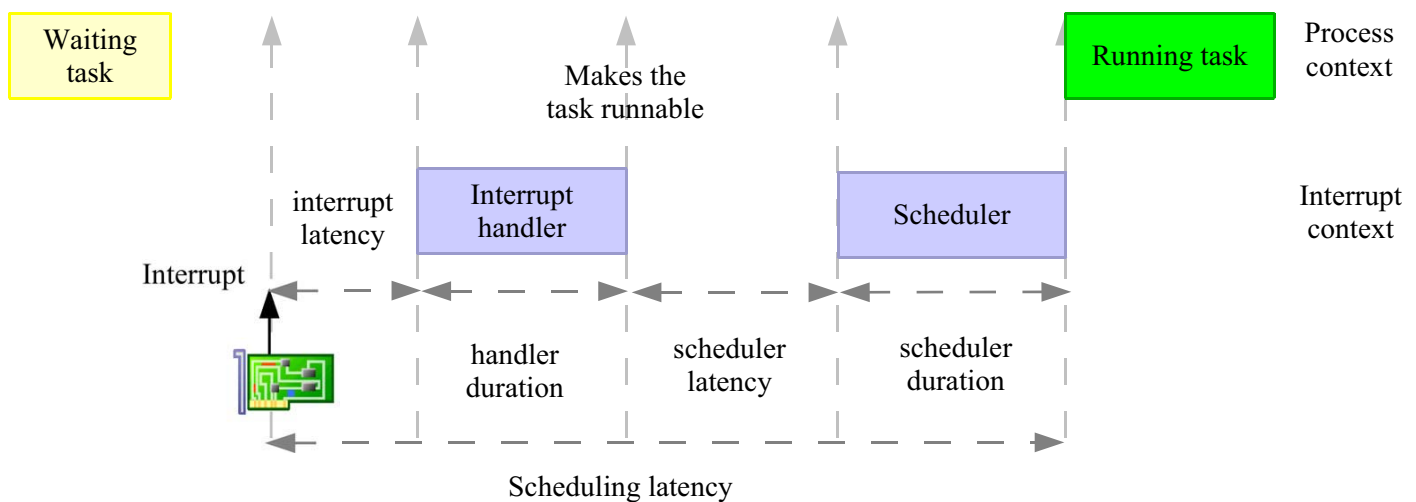 Waiting
task
Makes the
task runnable
Running task
Process
context
interrupt
latency
Interrupt
handler
Scheduler
Interrupt
context
Interrupt
handler
duration
scheduler
latency
scheduler
duration
Scheduling latency